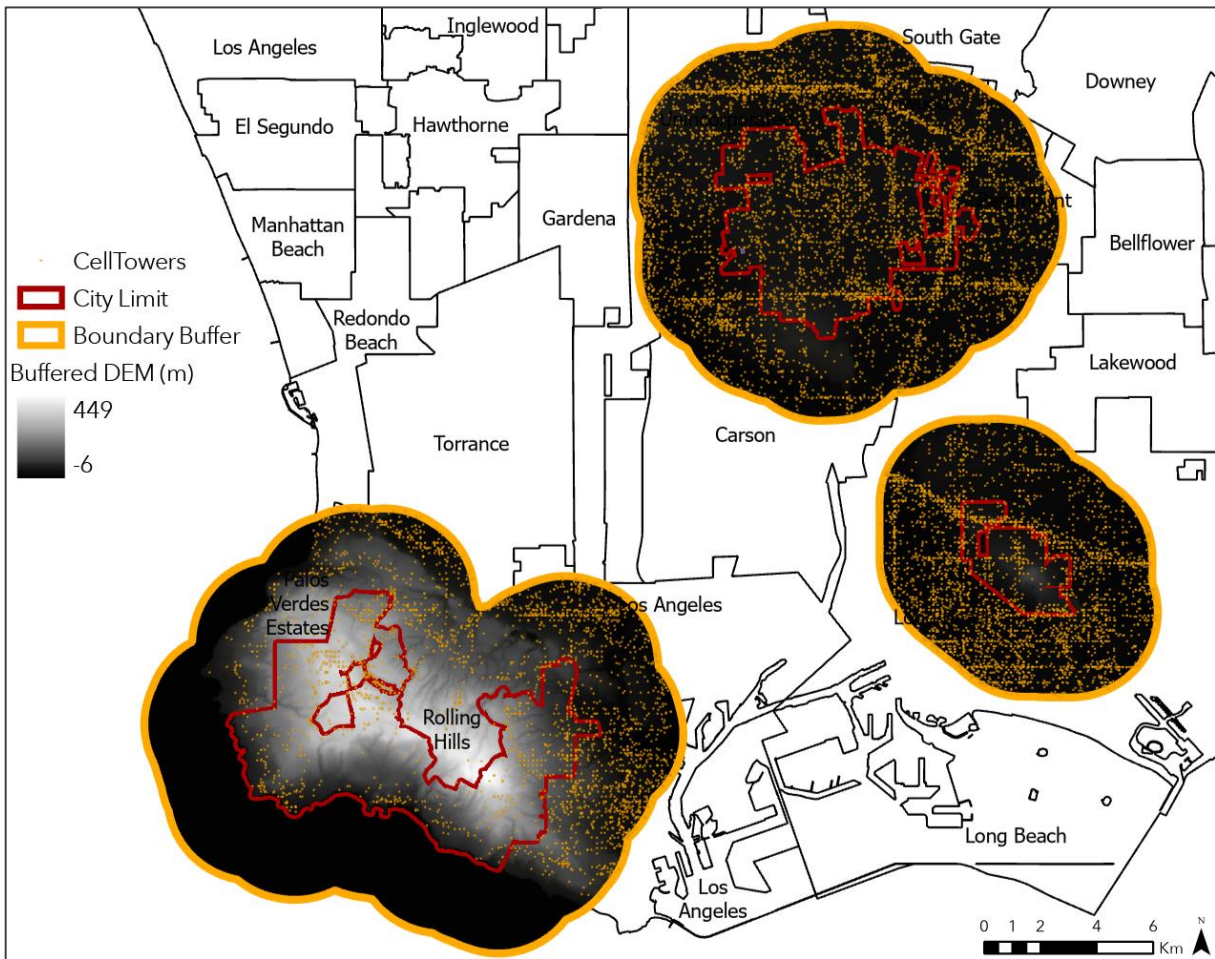 Inglewood
Los Angeles
South Gate
Downey
El Segundo
Hawthorne
Manhattan
Beach
Gardena
Bellflower
CellTowers
City Limit
Boundary Buffer
Redondo
Beach
Buffered DEM (m)
449
-6
Lakewood
Torrance
Carson
Palos
Verdes
Estates
Los Angeles
Rolling
Hills
Long Beach
Los
Angeles
0 1 2 4 6
Km
N